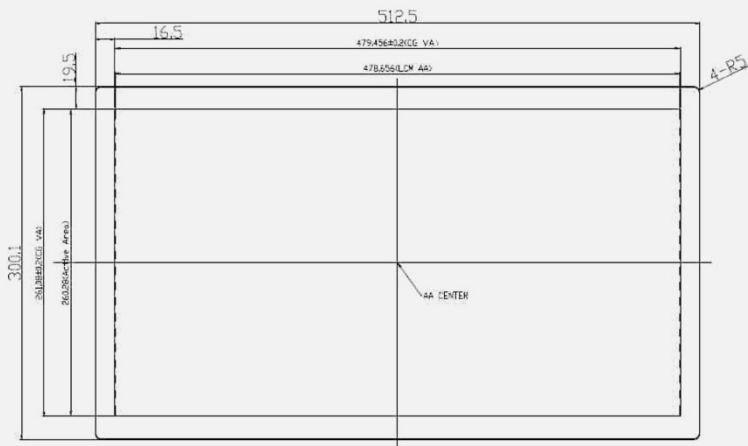 512.5
16.5
479.456±0.2(CG VA)
478.656(LCM AA)
19.5
4-R5
300.1
261.08±0.2(CG VA)
260.28(Active Area)
AA CENTER